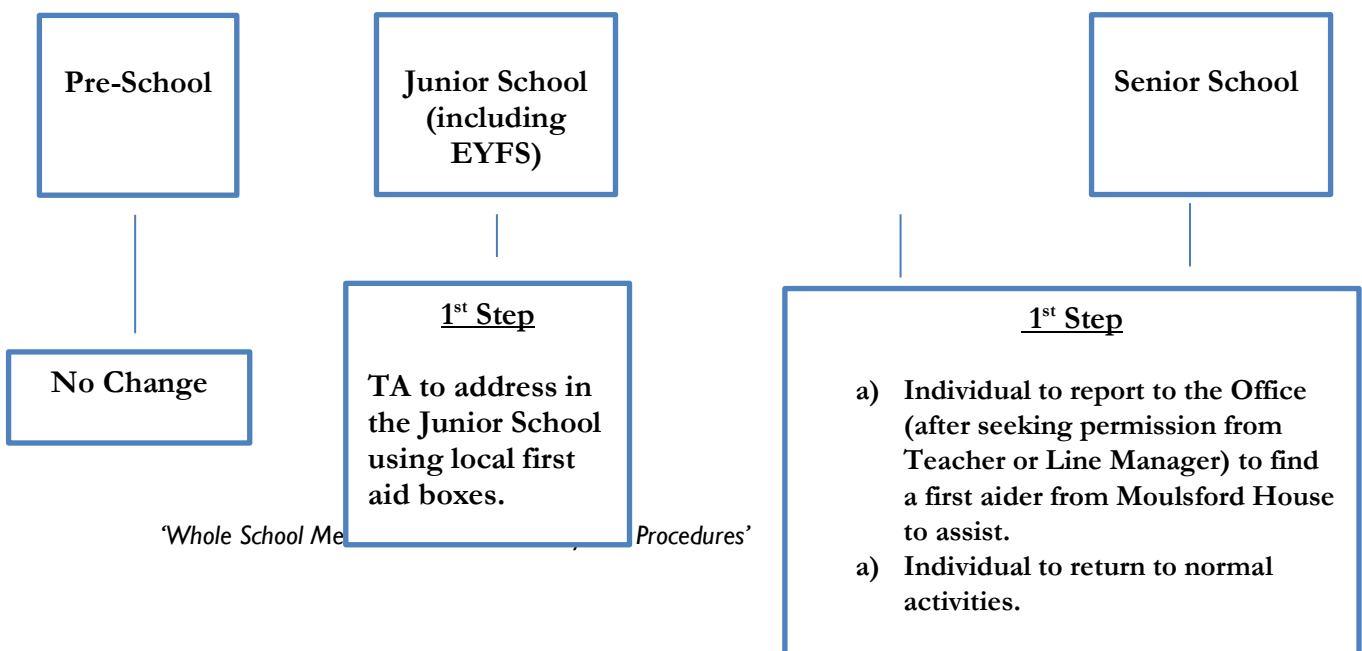 Pre-School
Junior School
(including
EYFS)
Senior School
No Change
1st Step
TA to address in
the Junior School
using local first
aid boxes.
1st Step
a) Individual to report to the Office
(after seeking permission from
Teacher or Line Manager) to find
a first aider from Moulsford House
to assist.
a) Individual to return to normal
activities.
‘Whole School Procedures’